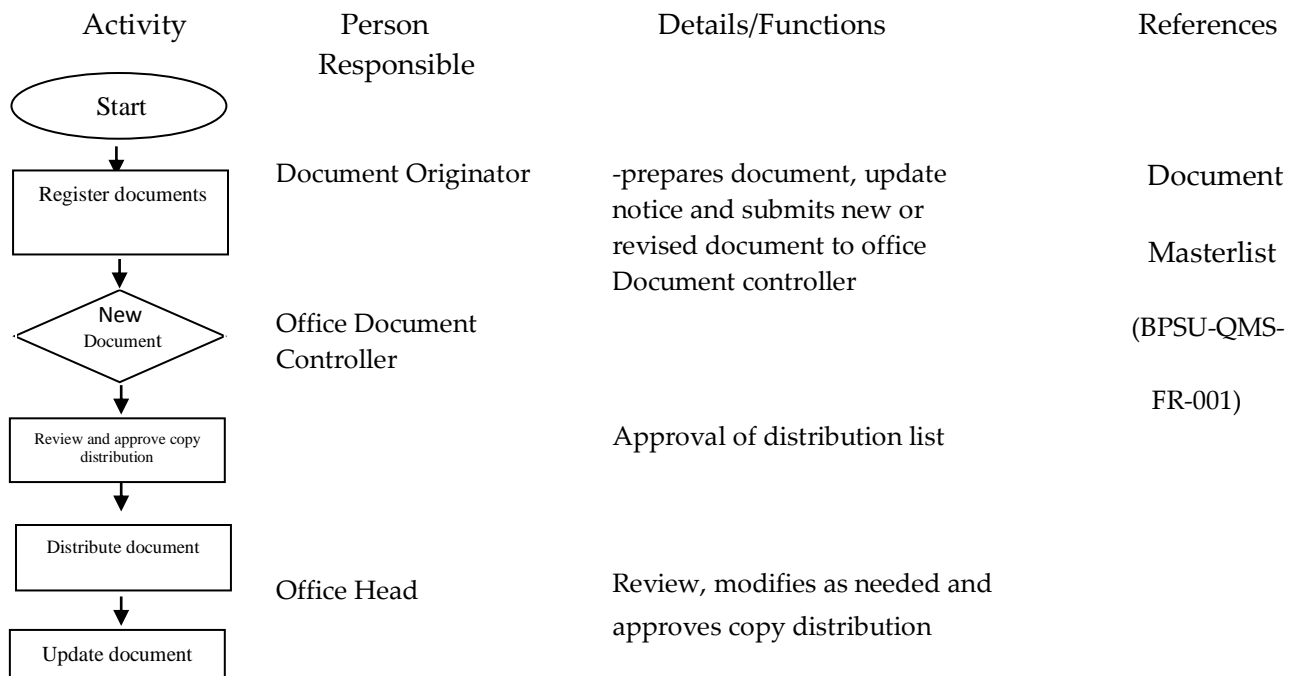 Activity
Person
Responsible
Details/Functions
References
Start
Register documents
Document Originator
-prepares document, update
notice and submits new or
revised document to office
Document controller
Document
Masterlist
(BPSU-QMS-
FR-001)
New
Document
Office Document
Controller
Review and approve copy
distribution
Approval of distribution list
Distribute document
Office Head
Review, modifies as needed and
approves copy distribution
Update document